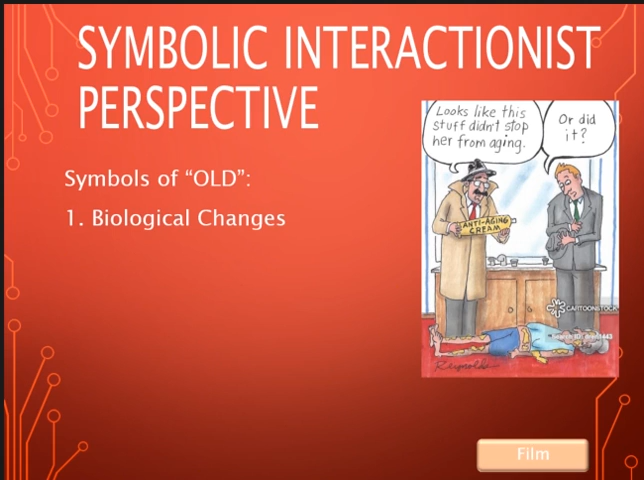 SYMBOLIC INTERACTIONIST
PERSPECTIVE
Symbols of “OLD”:
1. Biological Changes
Looks like this
stuff didn't stop
her from aging.
Or did
it?
ANTI-AGING
CREAM
CARTOONSTOCK
Reynolds
Film